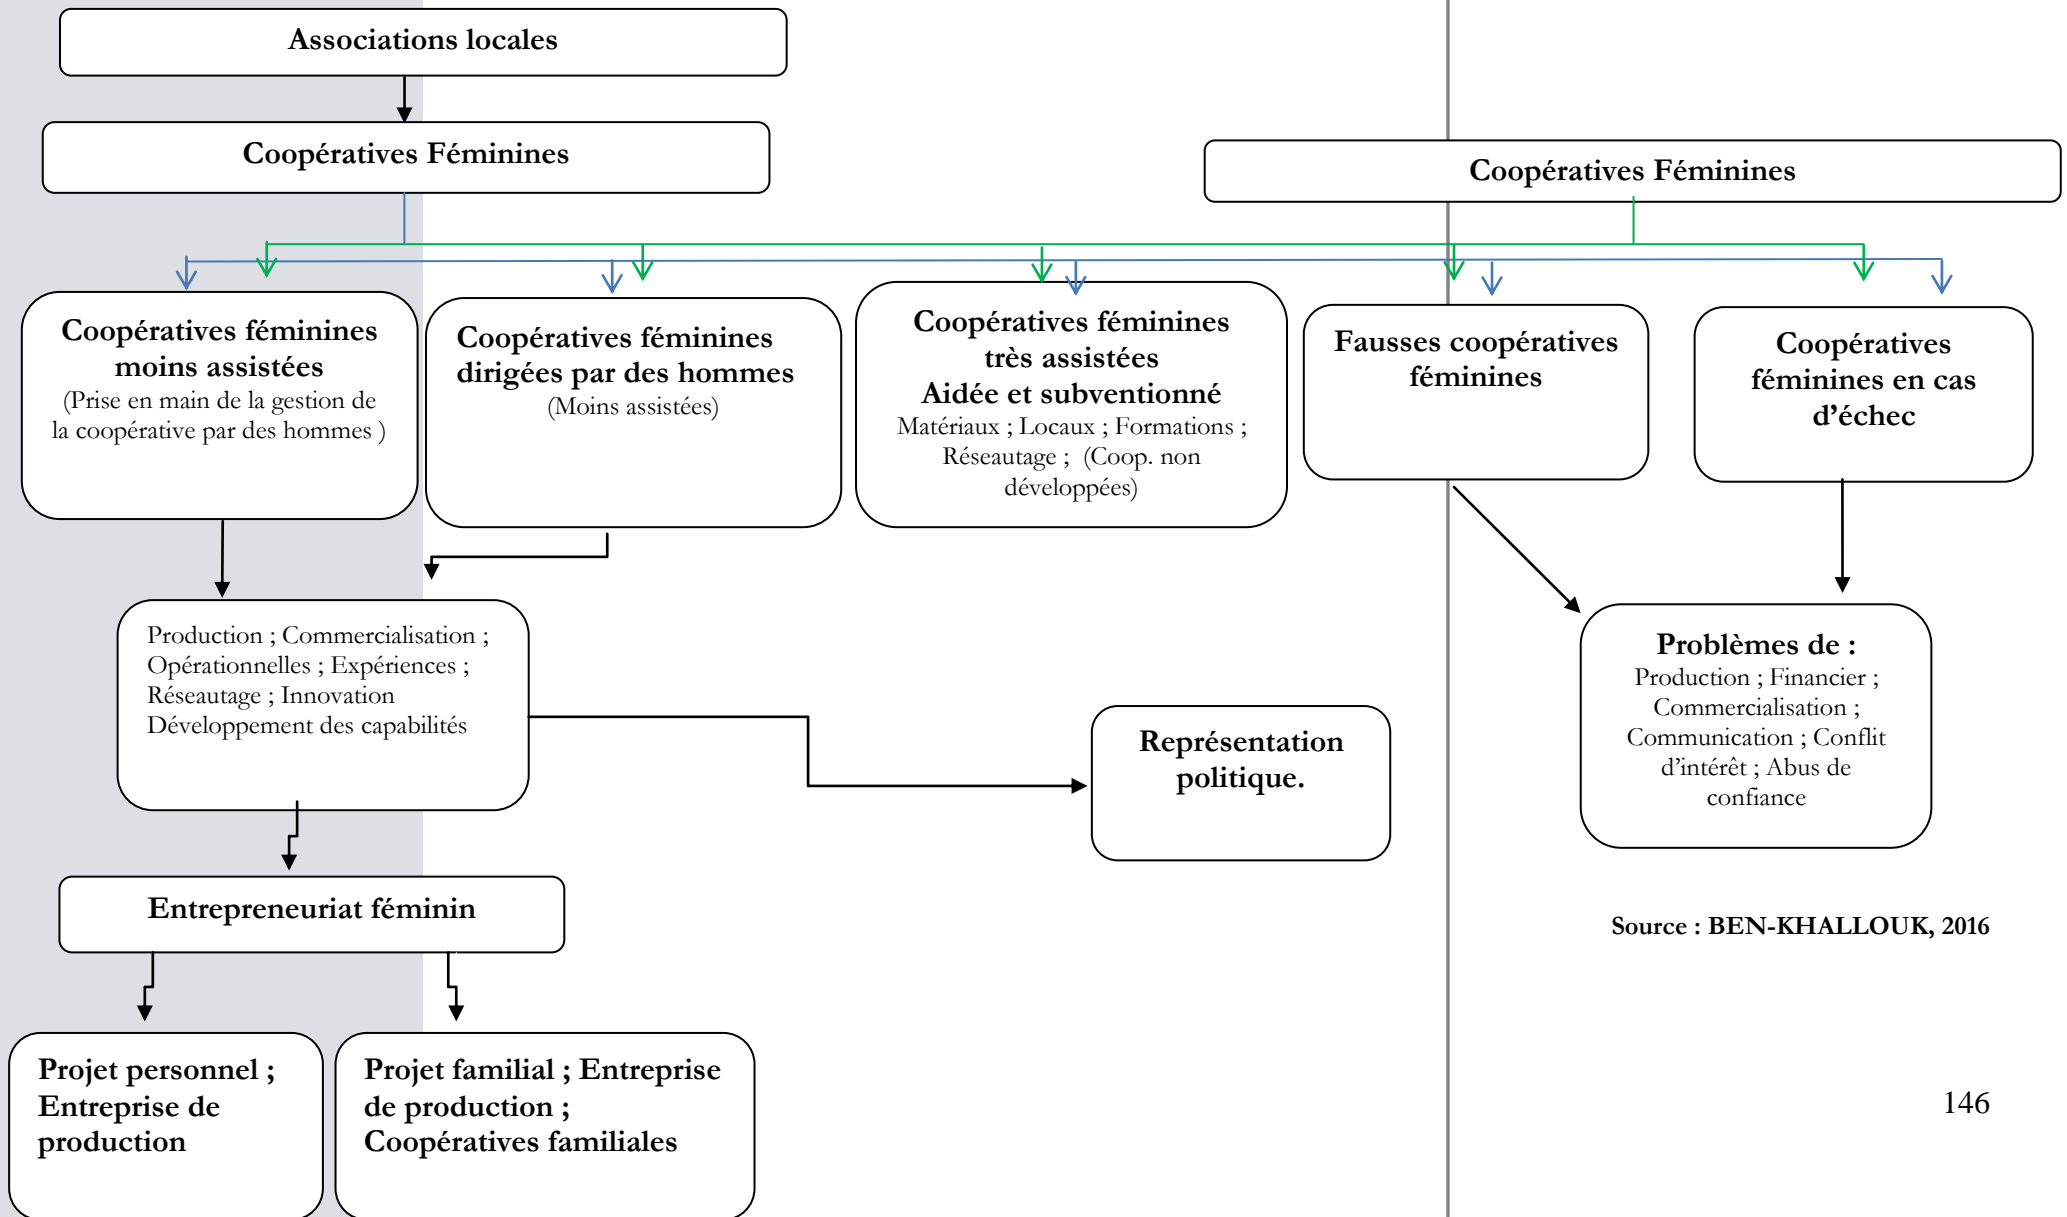 Associations locales
Coopératives Féminines
Coopératives Féminines
Coopératives féminines
moins assistées
(Prise en main de la gestion de
la coopérative par des hommes )
Coopératives féminines
dirigées par des hommes
(Moins assistées)
Coopératives féminines
très assistées
Aidée et subventionné
Matériaux ; Locaux ; Formations ;
Réseautage ; (Coop. non
développées)
Fausses coopératives
féminines
Coopératives
féminines en cas
d’échec
Production ; Commercialisation ;
Opérationnelles ; Expériences ;
Réseautage ; Innovation
Développement des capabilités
Représentation
politique.
Problèmes de :
Production ; Financier ;
Commercialisation ;
Communication ; Conflit
d’intérêt ; Abus de
confiance
Entrepreneuriat féminin
Source : BEN-KHALLOUK, 2016
Projet personnel ;
Entreprise de
production
Projet familial ; Entreprise
de production ;
Coopératives familiales
146